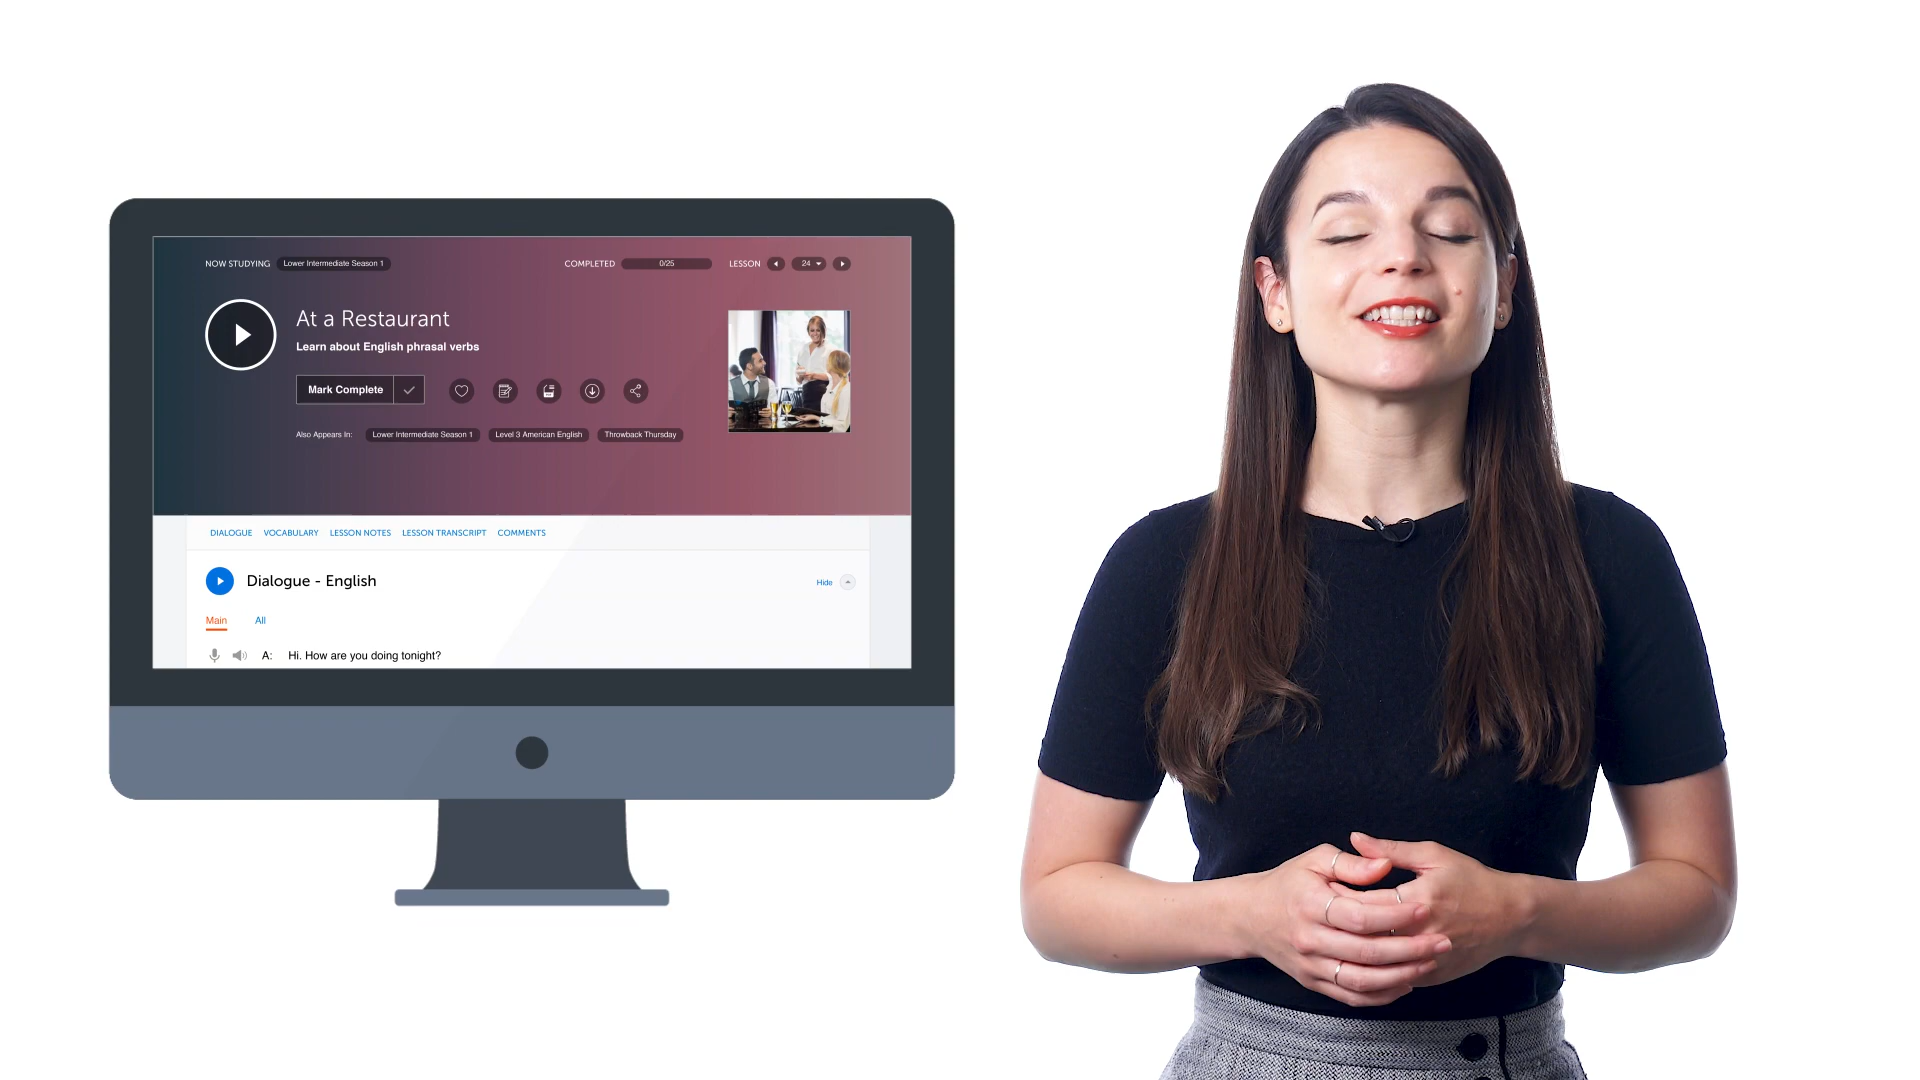 NOW STUDYING Lower Intermediate Season 1 COMPLETED 0/25 LESSON 24
At a Restaurant
Learn about English phrasal verbs
Mark Complete
Also Appears In: Lower Intermediate Season 1 Level 3 American English Throwback Thursday
DIALOGUE VOCABULARY LESSON NOTES LESSON TRANSCRIPT COMMENTS
Dialogue - English Hide
Main All
A: Hi. How are you doing tonight?